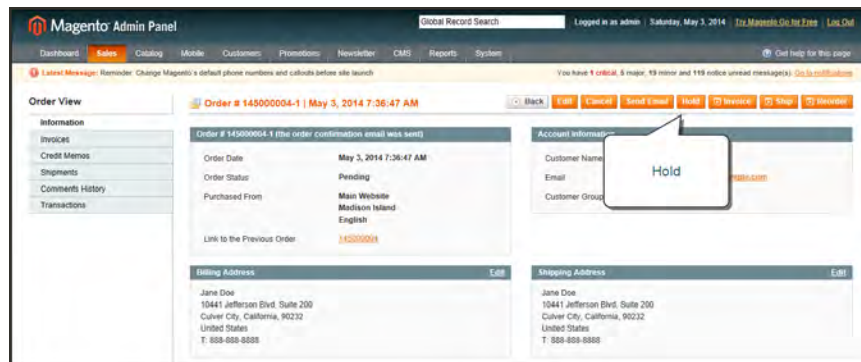 Magento Admin Panel
Global Record Search
Logged in as admin | Saturday, May 3, 2014 | Try Magento Go for Free | Log Out
Dashboard Sales Catalog Mobile Customers Promotions Newsletter CMS Reports System
Get help for this page
Latest Message: Reminder: Change Magento's default phone numbers and callouts before site launch
You have 1 critical, 5 major, 19 minor and 119 notice unread message(s). Go to notifications
Order View
Order # 145000004-1 | May 3, 2014 7:36:47 AM
Back Edit Cancel Send Email Hold Invoice Ship Reorder
Information
Invoices
Credit Memos
Shipments
Comments History
Transactions
Order # 145000004-1 (the order confirmation email was sent)
Order Date May 3, 2014 7:36:47 AM
Order Status Pending
Purchased From Main Website
Madison Island
English
Link to the Previous Order 145000004
Account Information
Customer Name
Email
Customer Group
Hold
Billing Address Edit
Jane Doe
10441 Jefferson Blvd. Suite 200
Culver City, California, 90232
United States
T: 888-888-8888
Shipping Address Edit
Jane Doe
10441 Jefferson Blvd. Suite 200
Culver City, California, 90232
United States
T: 888-888-8888